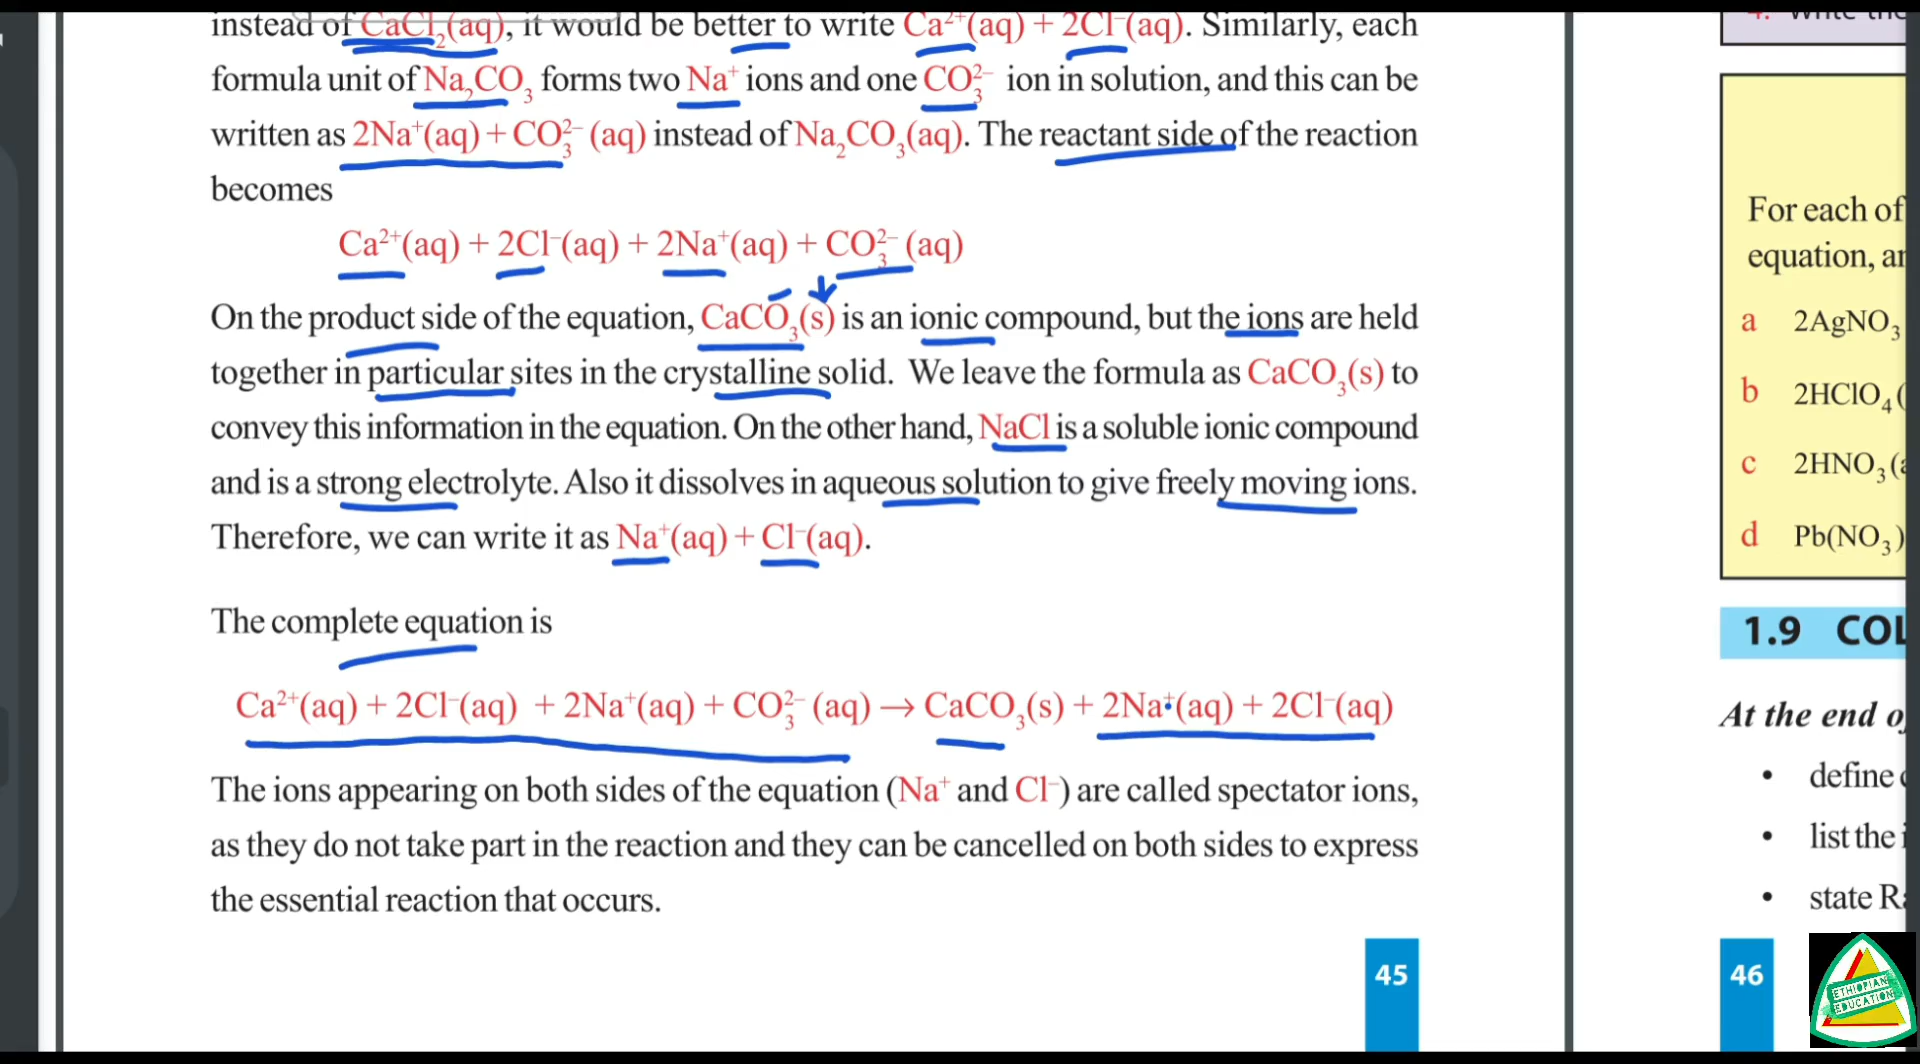 instead of CaCl₂(aq), it would be better to write Ca²⁺(aq) + 2Cl⁻(aq). Similarly, each
formula unit of Na₂CO₃ forms two Na⁺ ions and one CO₃²⁻ ion in solution, and this can be
written as 2Na⁺(aq) + CO₃²⁻ (aq) instead of Na₂CO₃(aq). The reactant side of the reaction
becomes
Ca²⁺(aq) + 2Cl⁻(aq) + 2Na⁺(aq) + CO₃²⁻ (aq)
On the product side of the equation, CaCO₃(s) is an ionic compound, but the ions are held
together in particular sites in the crystalline solid. We leave the formula as CaCO₃(s) to
convey this information in the equation. On the other hand, NaCl is a soluble ionic compound
and is a strong electrolyte. Also it dissolves in aqueous solution to give freely moving ions.
Therefore, we can write it as Na⁺(aq) + Cl⁻(aq).
The complete equation is
Ca²⁺(aq) + 2Cl⁻(aq) + 2Na⁺(aq) + CO₃²⁻ (aq) → CaCO₃(s) + 2Na⁺(aq) + 2Cl⁻(aq)
The ions appearing on both sides of the equation (Na⁺ and Cl⁻) are called spectator ions,
as they do not take part in the reaction and they can be cancelled on both sides to express
the essential reaction that occurs.
45
For each of
equation, an
a 2AgNO₃
b 2HClO₄(
c 2HNO₃(a
d Pb(NO₃)
1.9 COL
At the end o
• define
• list the
• state Ra
46
ETHIOPIAN
EDUCATION